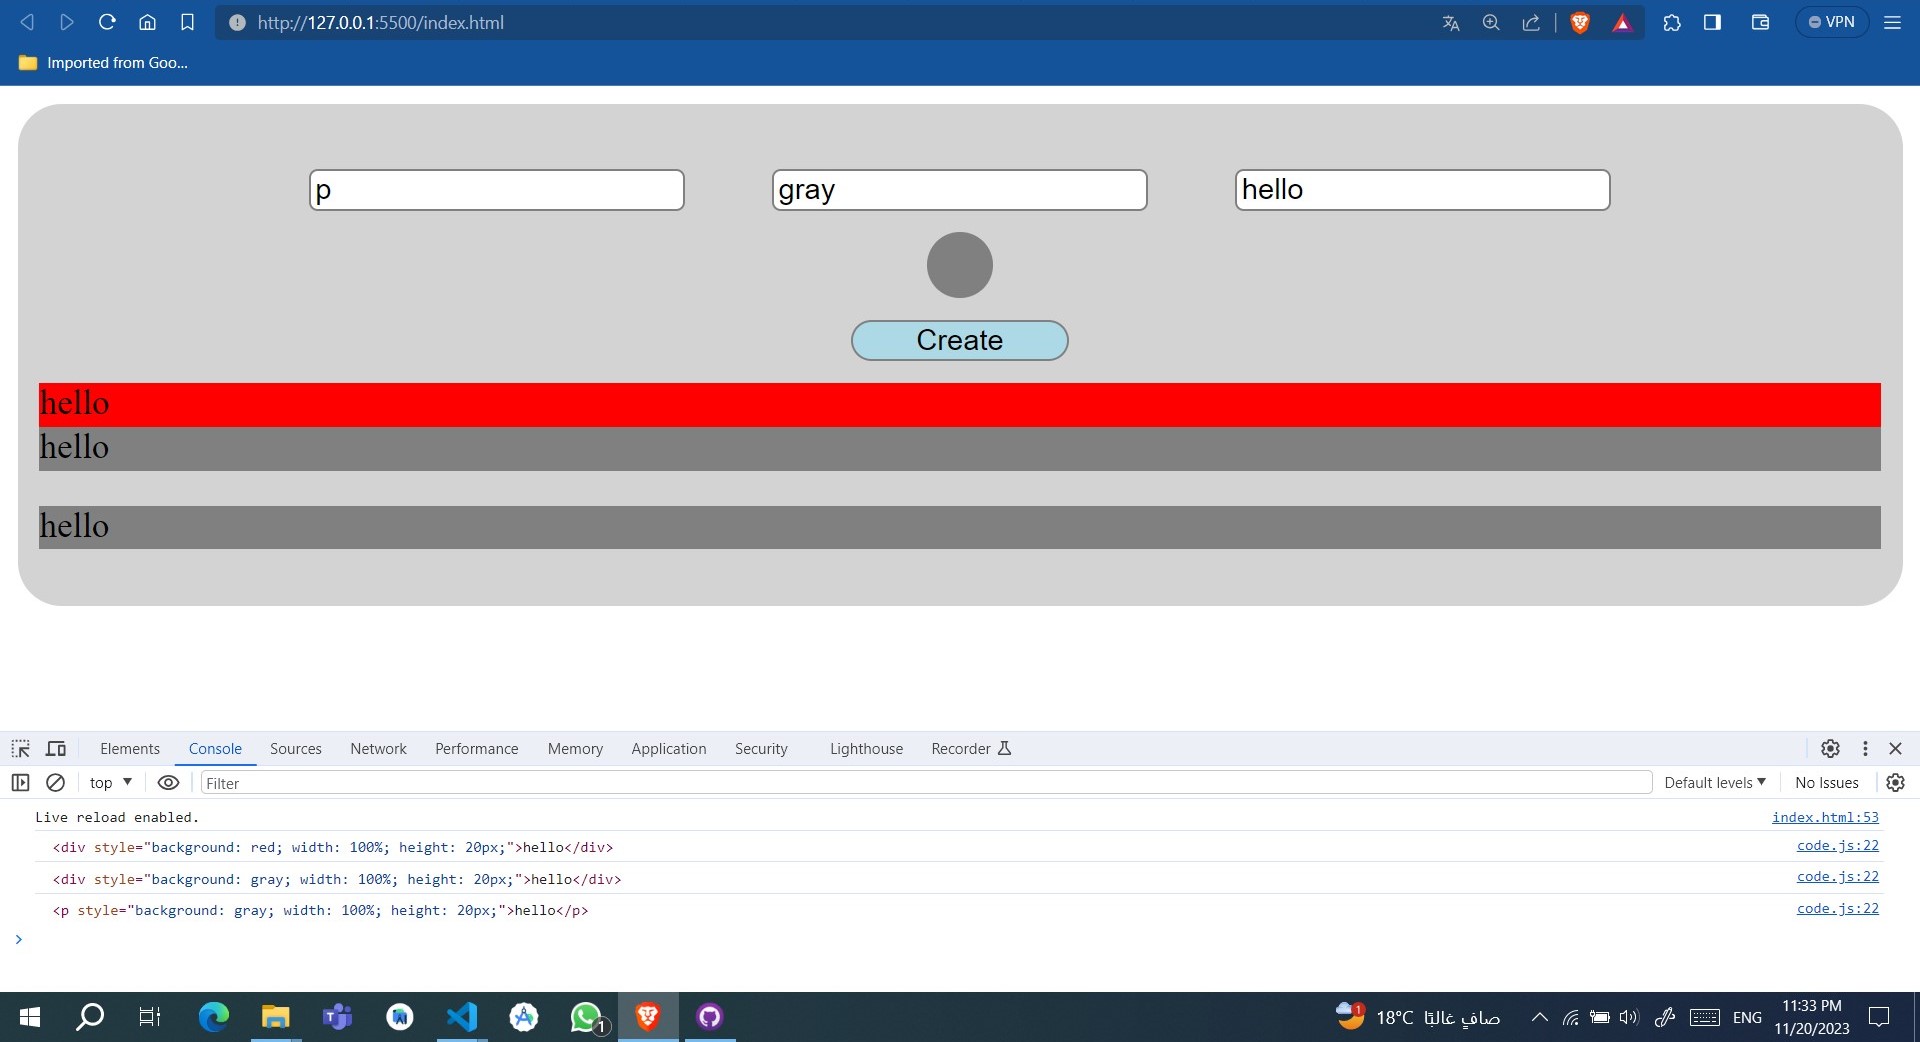 http://127.0.0.1:5500/index.html
VPN
Imported from Goo...
p
gray
hello
Create
hello
hello
hello
Elements
Console
Sources
Network
Performance
Memory
Application
Security
Lighthouse
Recorder
top
Filter
Default levels
No Issues
Live reload enabled.
index.html:53
<div style="background: red; width: 100%; height: 20px;">hello</div>
code.js:22
<div style="background: gray; width: 100%; height: 20px;">hello</div>
code.js:22
<p style="background: gray; width: 100%; height: 20px;">hello</p>
code.js:22
1
1
18°C صافٍ غالبًا
ENG
11:33 PM
11/20/2023